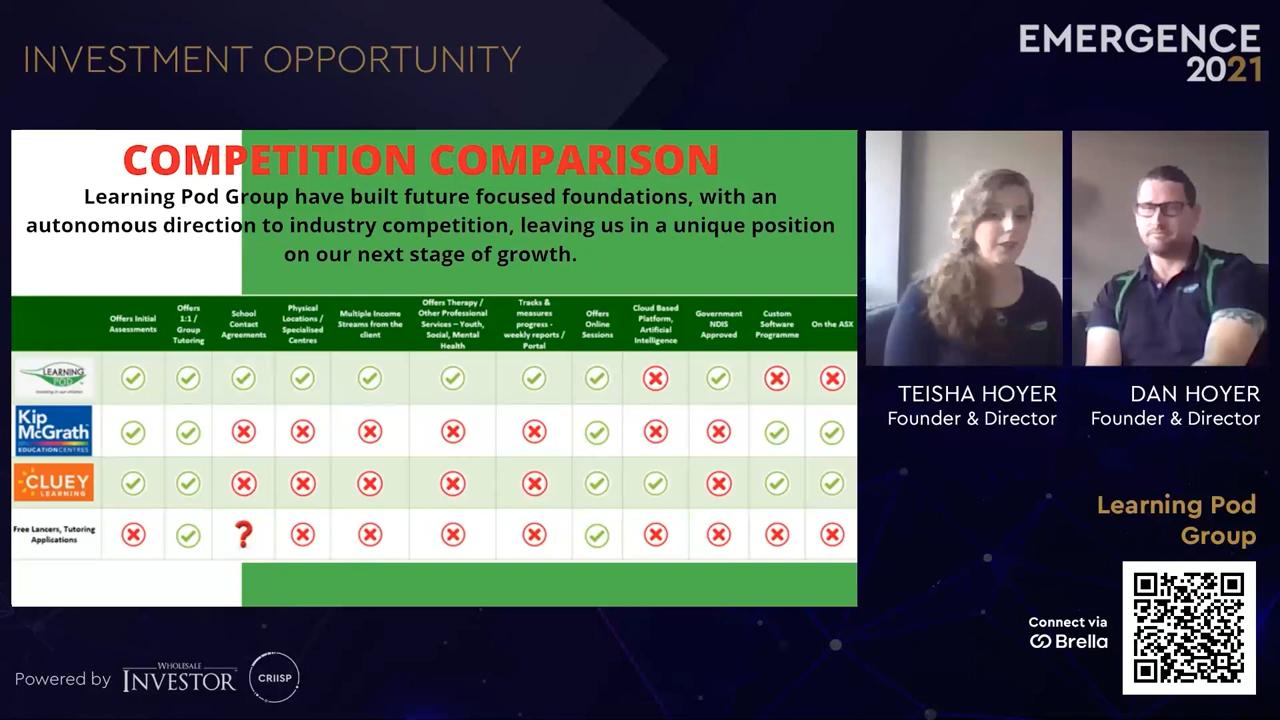 INVESTMENT OPPORTUNITY
EMERGENCE
2021
COMPETITION COMPARISON
Learning Pod Group have built future focused foundations, with an
autonomous direction to industry competition, leaving us in a unique position
on our next stage of growth.
Offers Initial
Assessments
Offers
1:1 /
Group
Tutoring
School
Contact
Agreements
Physical
Locations /
Specialised
Centres
Multiple Income
Streams from the
client
Offers Therapy /
Other Professional
Services – Youth,
Social, Mental
Health
Tracks &
measures
progress -
weekly reports /
Portal
Offers
Online
Sessions
Cloud Based
Platform,
Artificial
Intelligence
Government
NDIS
Approved
Custom
Software
Programme
On the ASX
LEARNING
POD
Investing in our children
Kip
McGrath
EDUCATION CENTRES
CLUEY
LEARNING
Free Lancers, Tutoring
Applications
?
TEISHA HOYER
Founder & Director
DAN HOYER
Founder & Director
Learning Pod
Group
Connect via
Brella
Powered by
WHOLESALE
INVESTOR
CRIISP